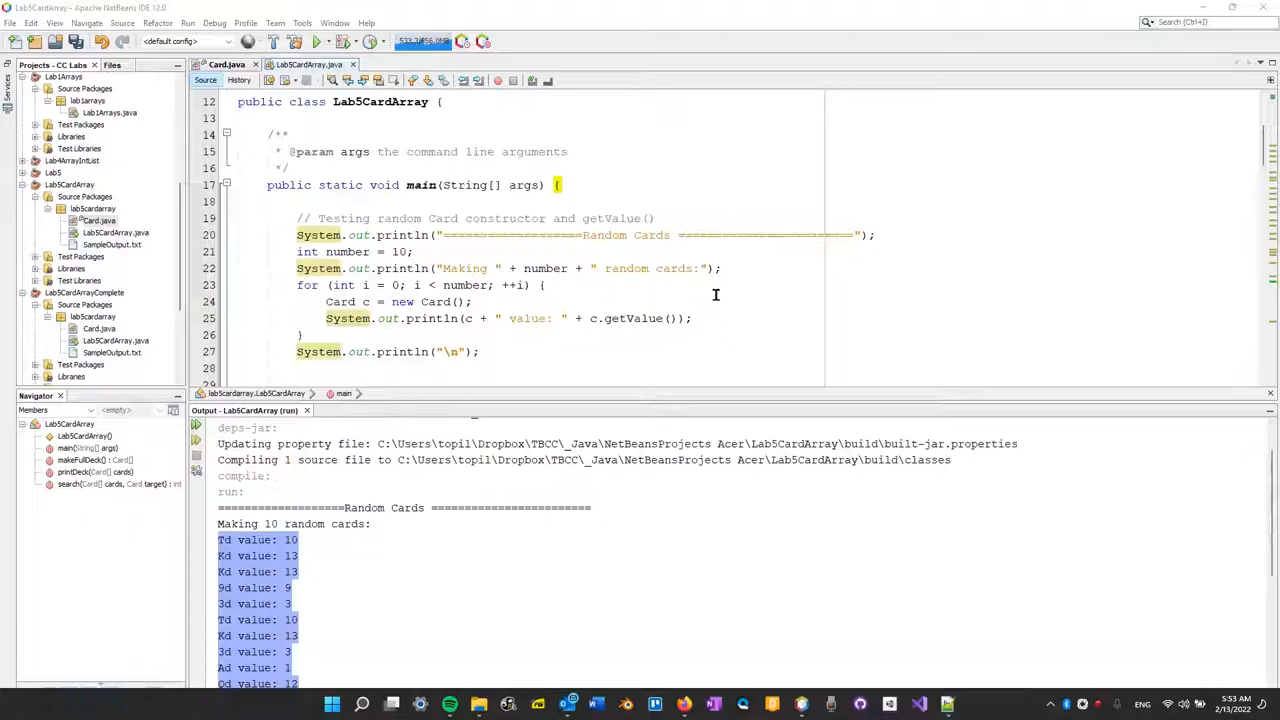 Lab5CardArray - Apache NetBeans IDE 12.0
File Edit View Navigate Source Refactor Run Debug Profile Team Tools Window Help
Search (Ctrl+I)
<default config>
Projects - CC Labs
Files
Card.java
Lab5CardArray.java
Services
Source History
Lab1Arrays
Source Packages
lab1arrays
Lab1Arrays.java
Test Packages
Libraries
Test Libraries
Lab4ArrayIntList
Lab5
Lab5CardArray
Source Packages
lab5cardarray
Card.java
Lab5CardArray.java
SampleOutput.txt
Test Packages
Libraries
Test Libraries
Lab5CardArrayComplete
Source Packages
lab5cardarray
Card.java
Lab5CardArray.java
SampleOutput.txt
Test Packages
Libraries
12 public class Lab5CardArray {
13
14 /**
15 * @param args the command line arguments
16 */
17 public static void main(String[] args) {
18
19 // Testing random Card constructor and getValue()
20 System.out.println("===================Random Cards ========================");
21 int number = 10;
22 System.out.println("Making " + number + " random cards:");
23 for (int i = 0; i < number; ++i) {
24 Card c = new Card();
25 System.out.println(c + " value: " + c.getValue());
26 }
27 System.out.println("\n");
28
29
lab5cardarray.Lab5CardArray
main
Navigator
Members
<empty>
Lab5CardArray
Lab5CardArray()
main(String[] args)
makeFullDeck() : Card[]
printDeck(Card[] cards)
search(Card[] cards, Card target) : int
Output - Lab5CardArray (run)
deps-jar:
Updating property file: C:\Users\topil\Dropbox\TBCC\_Java\NetBeansProjects Acer\Lab5CardArray\build\built-jar.properties
Compiling 1 source file to C:\Users\topil\Dropbox\TBCC\_Java\NetBeansProjects Acer\Lab5CardArray\build\classes
compile:
run:
===================Random Cards ========================
Making 10 random cards:
Td value: 10
Kd value: 13
Kd value: 13
9d value: 9
3d value: 3
Td value: 10
Kd value: 13
3d value: 3
Ad value: 1
Qd value: 12
ENG
5:53 AM
2/13/2022